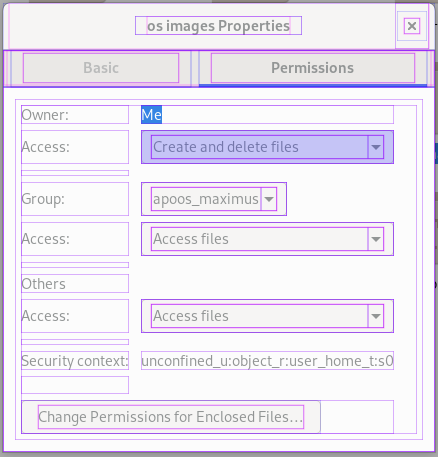 os images Properties
Basic Permissions
Owner: Me
Access: Create and delete files
Group: apoos_maximus
Access: Access files
Others
Access: Access files
Security context: unconfined_u:object_r:user_home_t:s0
Change Permissions for Enclosed Files...